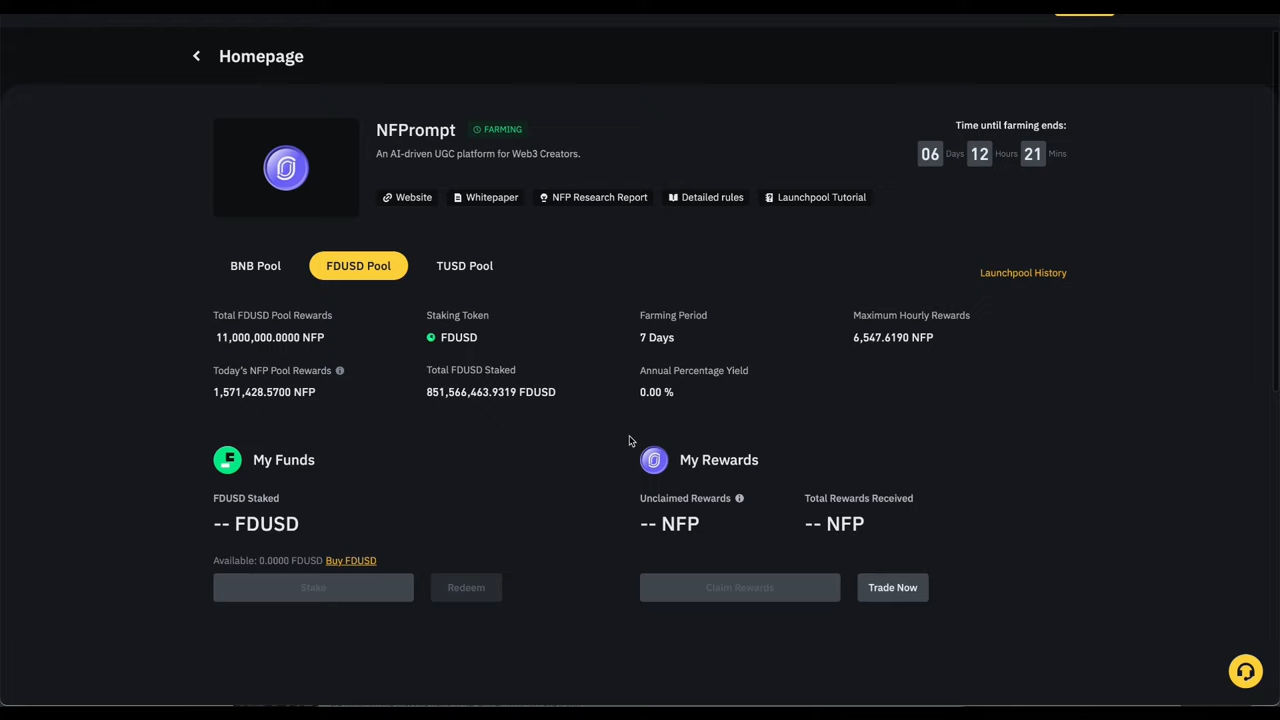 Homepage
NFPrompt FARMING
Time until farming ends:
An AI-driven UGC platform for Web3 Creators.
06 Days 12 Hours 21 Mins
Website Whitepaper NFP Research Report Detailed rules Launchpool Tutorial
BNB Pool FDUSD Pool TUSD Pool
Launchpool History
Total FDUSD Pool Rewards Staking Token Farming Period Maximum Hourly Rewards
11,000,000.0000 NFP FDUSD 7 Days 6,547.6190 NFP
Today's NFP Pool Rewards Total FDUSD Staked Annual Percentage Yield
1,571,428.5700 NFP 851,566,463.9319 FDUSD 0.00 %
My Funds My Rewards
FDUSD Staked Unclaimed Rewards Total Rewards Received
-- FDUSD -- NFP -- NFP
Available: 0.0000 FDUSD Buy FDUSD
Stake Redeem Claim Rewards Trade Now